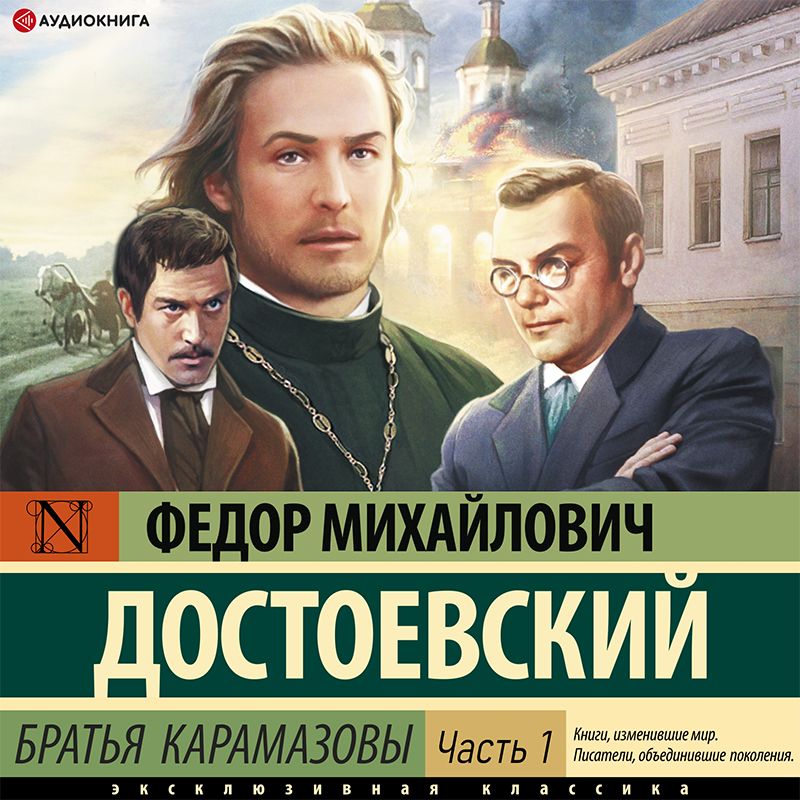 АУДИОКНИГА
N
ФЕДОР МИХАЙЛОВИЧ
ДОСТОЕВСКИЙ
БРАТЬЯ КАРАМАЗОВЫ
Часть 1
Книги, изменившие мир.
Писатели, объединившие поколения.
эксклюзивная классика